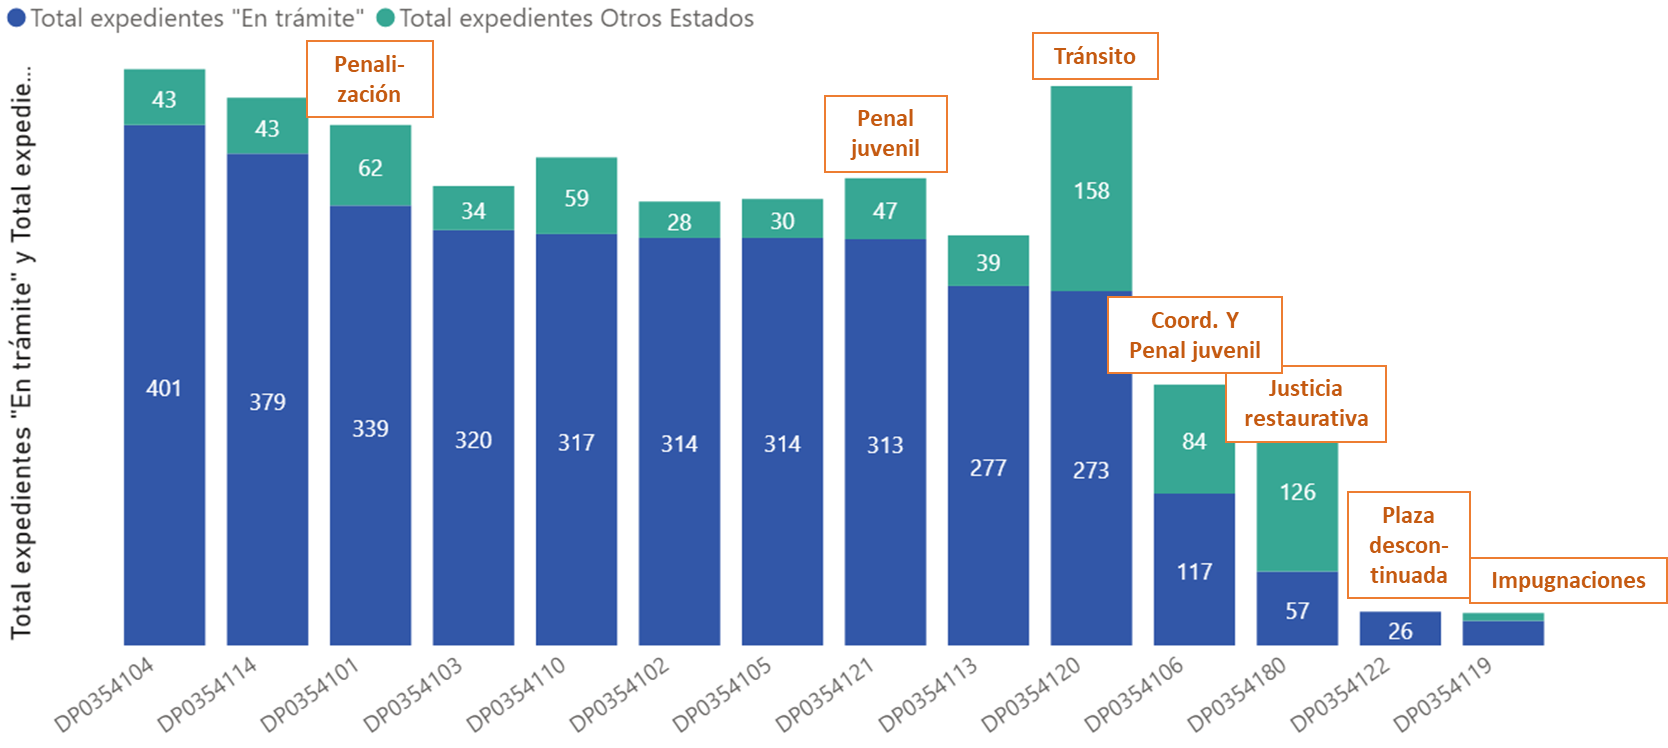 Total expedientes "En trámite" Total expedientes Otros Estados
Total expedientes "En trámite" y Total expedie...
Penali-
zación
Penal
juvenil
Tránsito
Coord. Y
Penal juvenil
Justicia
restaurativa
Plaza
descon-
tinuada
Impugnaciones
43
401
43
379
62
339
34
320
59
317
28
314
30
314
47
313
39
277
158
273
84
117
126
57
26
DP0354104
DP0354114
DP0354101
DP0354103
DP0354110
DP0354102
DP0354105
DP0354121
DP0354113
DP0354120
DP0354106
DP0354180
DP0354122
DP0354119